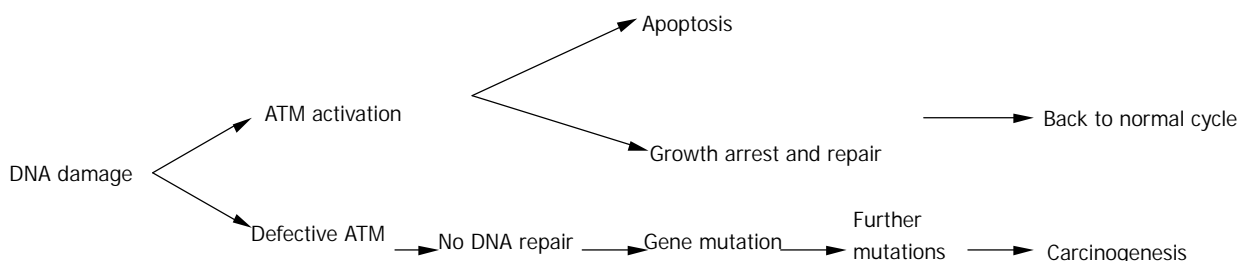 Apoptosis
ATM activation
Back to normal cycle
Growth arrest and repair
DNA damage
Defective ATM
No DNA repair
Gene mutation
Further
mutations
Carcinogenesis